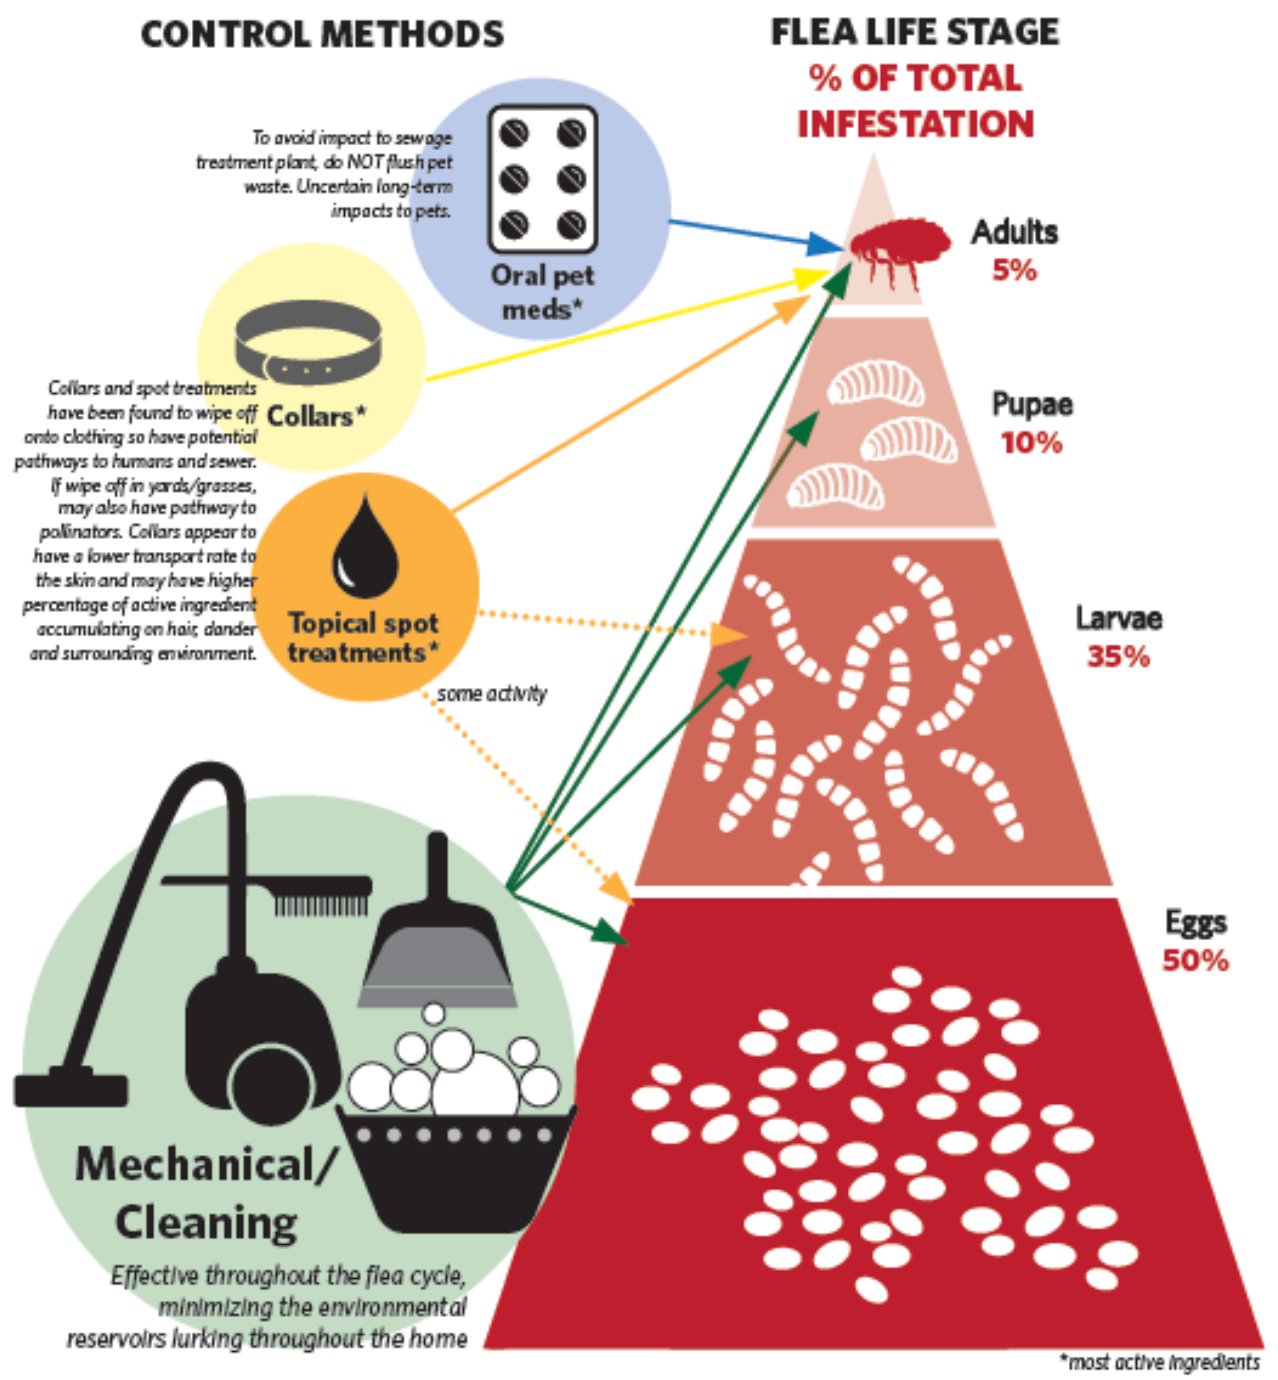 CONTROL METHODS
FLEA LIFE STAGE
% OF TOTAL
INFESTATION
To avoid impact to sewage
treatment plant, do NOT flush pet
waste. Uncertain long-term
impacts to pets.
Oral pet
meds*
Adults
5%
Collars*
Collars and spot treatments
have been found to wipe off
onto clothing so have potential
pathways to humans and sewer.
If wipe off in yards/grasses,
may also have pathway to
pollinators. Collars appear to
have a lower transport rate to
the skin and may have higher
percentage of active ingredient
accumulating on hair, dander
and surrounding environment.
Pupae
10%
Topical spot
treatments*
some activity
Larvae
35%
Eggs
50%
Mechanical/
Cleaning
Effective throughout the flea cycle,
minimizing the environmental
reservoirs lurking throughout the home
*most active ingredients